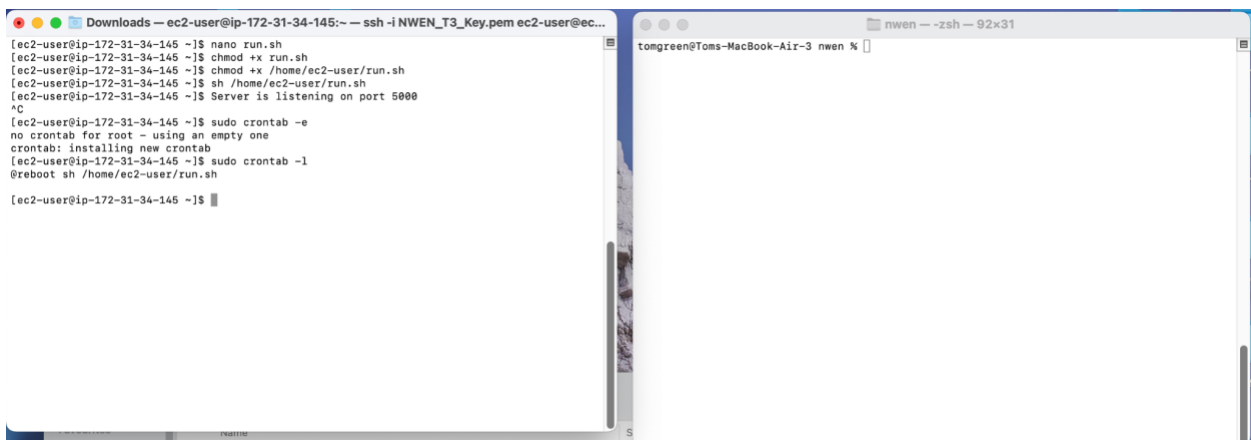 Downloads — ec2-user@ip-172-31-34-145:~ — ssh -i NWEN_T3_Key.pem ec2-user@ec...
[ec2-user@ip-172-31-34-145 ~]$ nano run.sh
[ec2-user@ip-172-31-34-145 ~]$ chmod +x run.sh
[ec2-user@ip-172-31-34-145 ~]$ chmod +x /home/ec2-user/run.sh
[ec2-user@ip-172-31-34-145 ~]$ sh /home/ec2-user/run.sh
[ec2-user@ip-172-31-34-145 ~]$ Server is listening on port 5000
^C
[ec2-user@ip-172-31-34-145 ~]$ sudo crontab -e
no crontab for root - using an empty one
crontab: installing new crontab
[ec2-user@ip-172-31-34-145 ~]$ sudo crontab -l
@reboot sh /home/ec2-user/run.sh
[ec2-user@ip-172-31-34-145 ~]$
nwen — -zsh — 92×31
tomgreen@Toms-MacBook-Air-3 nwen %
Name